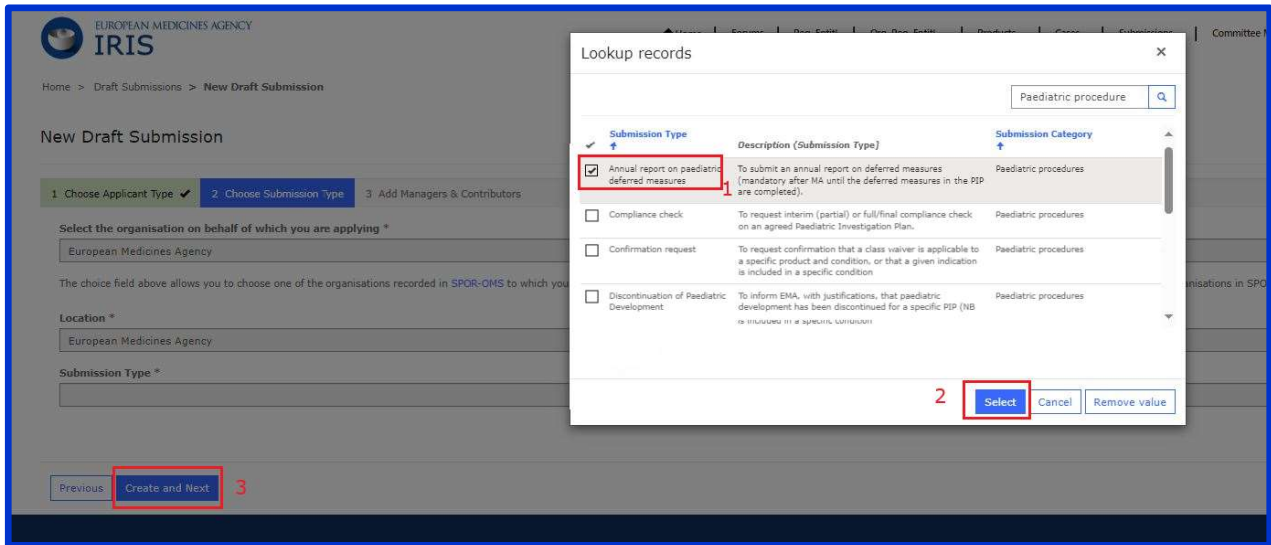 EUROPEAN MEDICINES AGENCY
IRIS
Home
Products
Cases
Submissions
Committee
Home > Draft Submissions > New Draft Submission
New Draft Submission
1 Choose Applicant Type ✔
2 Choose Submission Type
3 Add Managers & Contributors
Select the organisation on behalf of which you are applying *
European Medicines Agency
The choice field above allows you to choose one of the organisations recorded in SPOR-OMS to which you
Location *
European Medicines Agency
Submission Type *
Previous
Create and Next
3
Lookup records
×
Paediatric procedure
Submission Type
Description (Submission Type)
Submission Category
Annual report on paediatric
deferred measures
1
To submit an annual report on deferred measures
(mandatory after MA until the deferred measures in the PIP
are completed).
Paediatric procedures
Compliance check
To request interim (partial) or full/final compliance check
on an agreed Paediatric Investigation Plan.
Paediatric procedures
Confirmation request
To request confirmation that a class waiver is applicable to
a specific product and condition, or that a given indication
is included in a specific condition
Paediatric procedures
Discontinuation of Paediatric
Development
To inform EMA, with justifications, that paediatric
development has been discontinued for a specific PIP (NB
is included in a specific condition
Paediatric procedures
2
Select
Cancel
Remove value